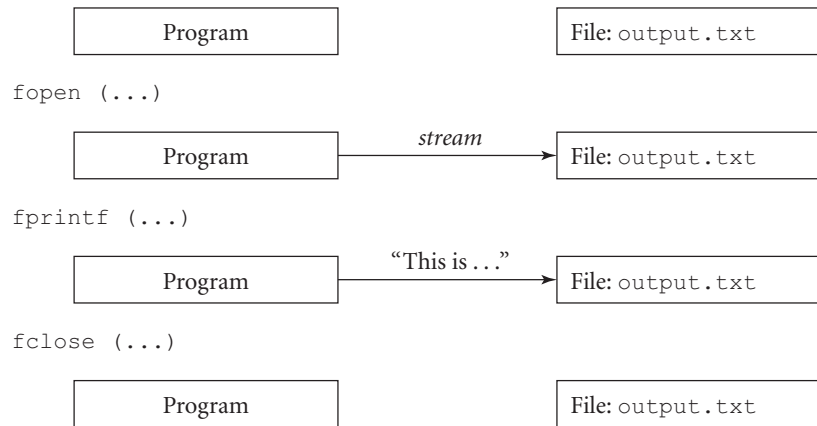 Program File: output.txt
fopen (...)
stream
Program File: output.txt
fprintf (...)
“This is . . .”
Program File: output.txt
fclose (...)
Program File: output.txt